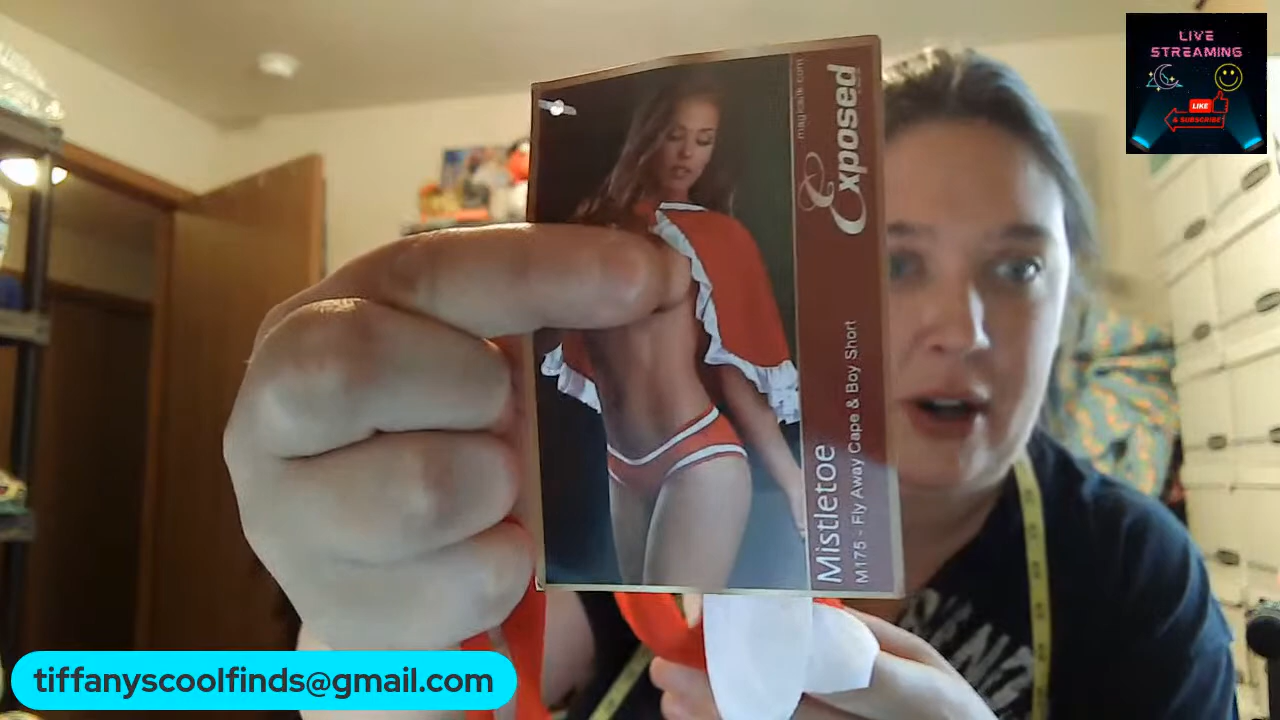 LIVE
STREAMING
LIKE
& SUBSCRIBE
magicsilk.com
Exposed
Mistletoe
M175 - Fly Away Cape & Boy Short
tiffanyscoolfinds@gmail.com